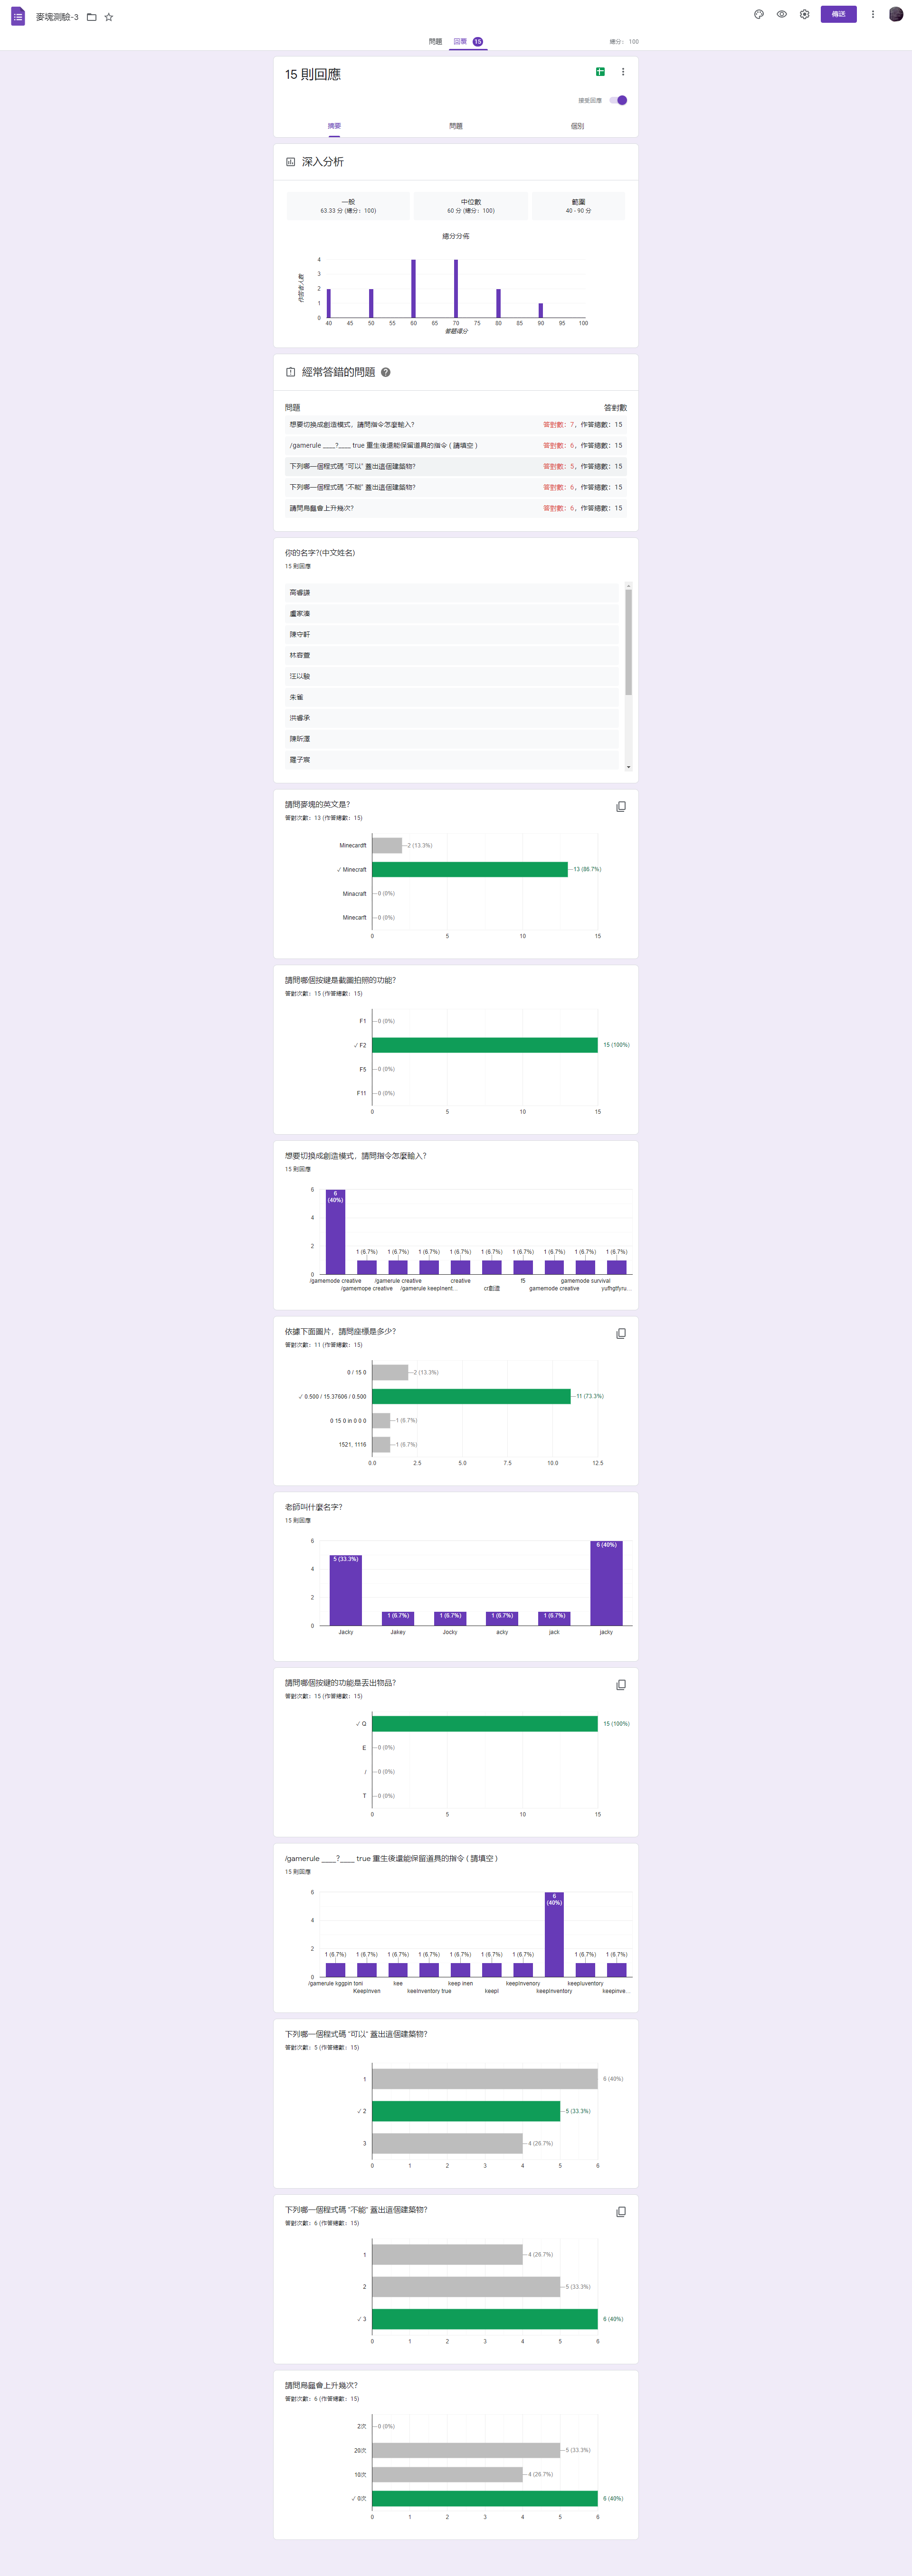 麥塊測驗-3
傳送
問題
回覆 15
總分： 100
15 則回應
接受回應
摘要
問題
個別
深入分析
一般
63.33 分 (總分：100)
中位數
60 分 (總分：100)
範圍
40 - 90 分
總分分佈
作答者人數
4
3
2
1
0
40 45 50 55 60 65 70 75 80 85 90 95 100
答題得分
經常答錯的問題
問題 答對數
想要切換成創造模式，請問指令怎麼輸入? 答對數：7，作答總數：15
/gamerule ____?____ true 重生後還能保留道具的指令 ( 請填空 ) 答對數：6，作答總數：15
下列哪一個程式碼 "可以" 蓋出這個建築物? 答對數：5，作答總數：15
下列哪一個程式碼 "不能" 蓋出這個建築物? 答對數：6，作答總數：15
請問烏龜會上升幾次? 答對數：6，作答總數：15
你的名字?(中文姓名)
15 則回應
盧家潘
陳守軒
林容萱
汪以駿
朱雀
洪睿承
羅子宸
請問麥塊的英文是?
答對次數：13 (作答總數：15)
Minecardft 2 (13.3%)
✓ Minecraft 13 (86.7%)
Minacraft 0 (0%)
Minecarft 0 (0%)
0 5 10 15
請問哪個按鍵是截圖拍照的功能?
答對次數：15 (作答總數：15)
F1 0 (0%)
✓ F2 15 (100%)
F5 0 (0%)
F11 0 (0%)
0 5 10 15
想要切換成創造模式，請問指令怎麼輸入?
15 則回應
6
4
2
0
6
(40%)
1 (6.7%) 1 (6.7%) 1 (6.7%) 1 (6.7%) 1 (6.7%) 1 (6.7%) 1 (6.7%) 1 (6.7%) 1 (6.7%)
/gamemode creative /gamerule creative creative f5 gamemode survival
/gamemope creative /gamerule keepInent… cr創造 gamemode creative yufhgtfyru…
依據下面圖片，請問座標是多少?
答對次數：11 (作答總數：15)
0 / 15 0 2 (13.3%)
✓ 0.500 / 15.37606 / 0.500 11 (73.3%)
0 15 0 in 0 0 0 1 (6.7%)
1521, 1116 1 (6.7%)
0.0 2.5 5.0 7.5 10.0 12.5
老師叫什麼名字?
15 則回應
6
4
2
0
5 (33.3%) 1 (6.7%) 1 (6.7%) 1 (6.7%) 1 (6.7%) 6 (40%)
Jacky Jakey Jocky acky jack jacky
請問哪個按鍵的功能是丟出物品?
答對次數：15 (作答總數：15)
✓ Q 15 (100%)
E 0 (0%)
/ 0 (0%)
T 0 (0%)
0 5 10 15
/gamerule ____?____ true 重生後還能保留道具的指令 ( 請填空 )
15 則回應
6
4
2
0
1 (6.7%) 1 (6.7%) 1 (6.7%) 1 (6.7%) 1 (6.7%) 1 (6.7%) 1 (6.7%) 6 (40%) 1 (6.7%) 1 (6.7%)
/gamerule kggpin toni kee keep inen keepInvenory keepIuventory
KeepInven keeInventory true keepI keepInventory keepinve…
下列哪一個程式碼 "可以" 蓋出這個建築物?
答對次數：5 (作答總數：15)
1 6 (40%)
✓ 2 5 (33.3%)
3 4 (26.7%)
0 1 2 3 4 5 6
下列哪一個程式碼 "不能" 蓋出這個建築物?
答對次數：6 (作答總數：15)
1 4 (26.7%)
2 5 (33.3%)
✓ 3 6 (40%)
0 1 2 3 4 5 6
請問烏龜會上升幾次?
答對次數：6 (作答總數：15)
2次 0 (0%)
20次 5 (33.3%)
10次 4 (26.7%)
✓ 0次 6 (40%)
0 1 2 3 4 5 6